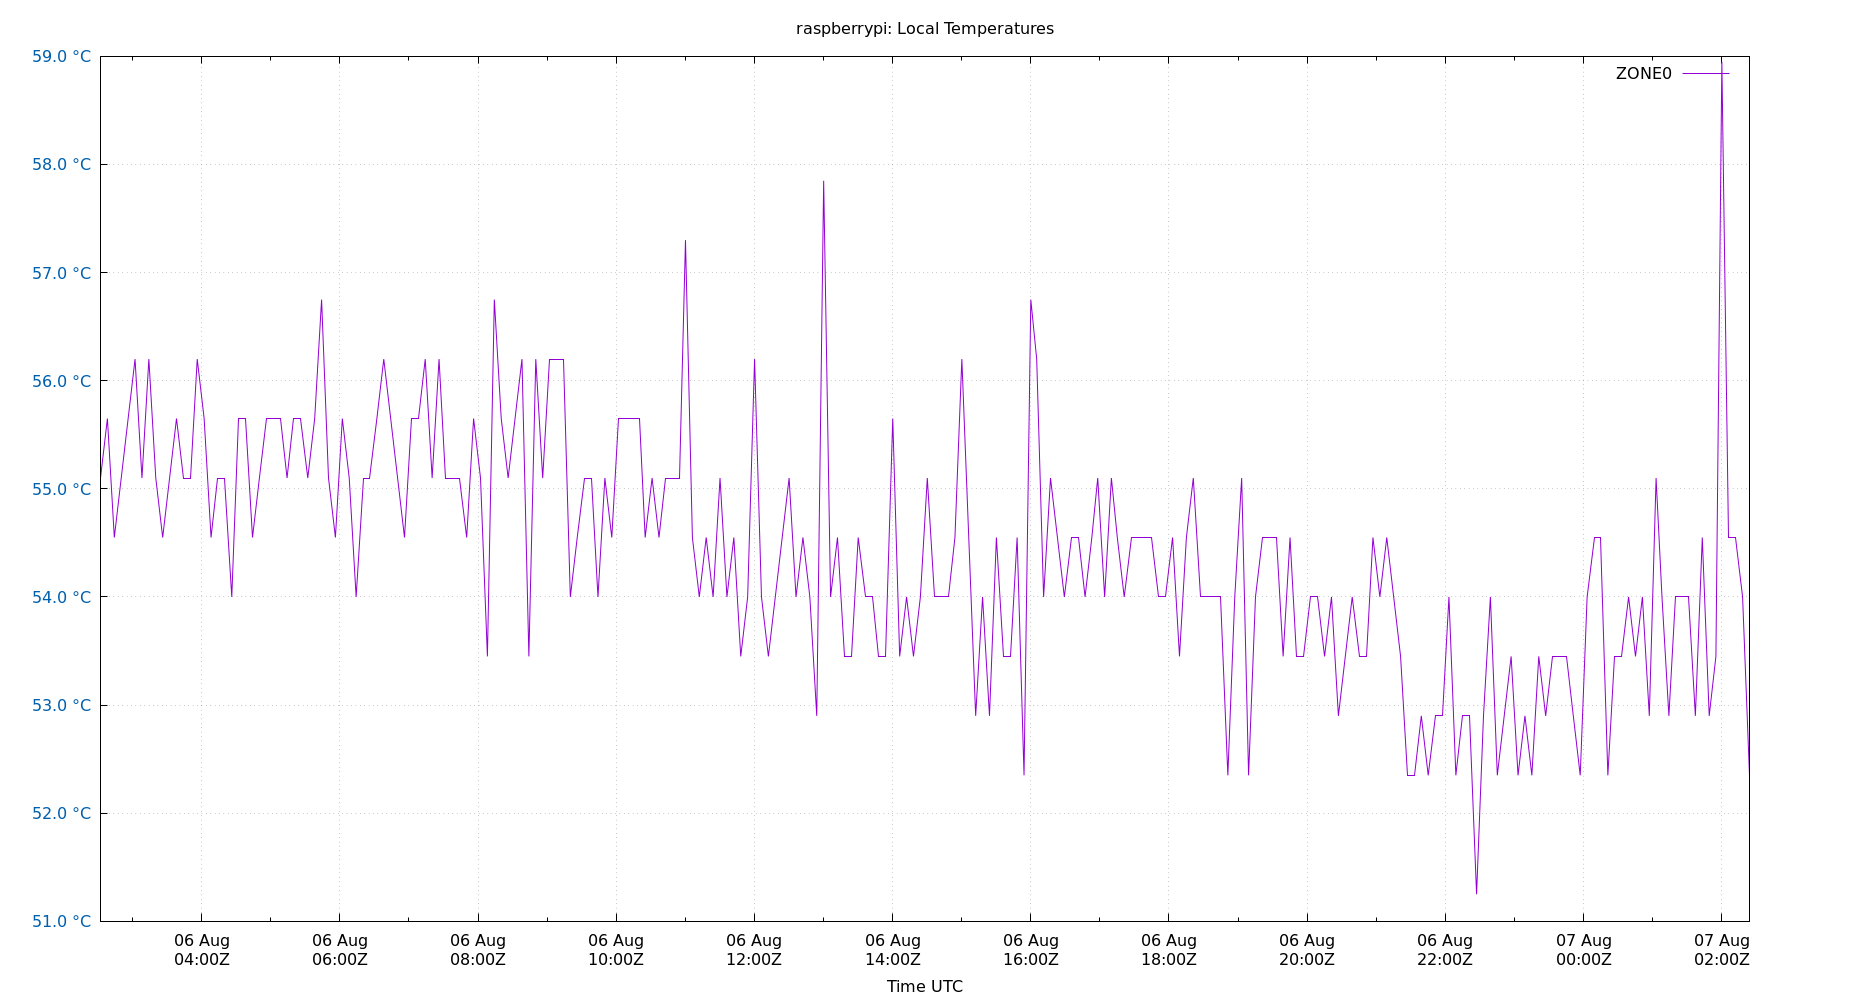 raspberrypi: Local Temperatures
59.0 °C
58.0 °C
57.0 °C
56.0 °C
55.0 °C
54.0 °C
53.0 °C
52.0 °C
51.0 °C
ZONE0
06 Aug 06 Aug 06 Aug 06 Aug 06 Aug 06 Aug 06 Aug 06 Aug 06 Aug 06 Aug 07 Aug 07 Aug
04:00Z 06:00Z 08:00Z 10:00Z 12:00Z 14:00Z 16:00Z 18:00Z 20:00Z 22:00Z 00:00Z 02:00Z
Time UTC